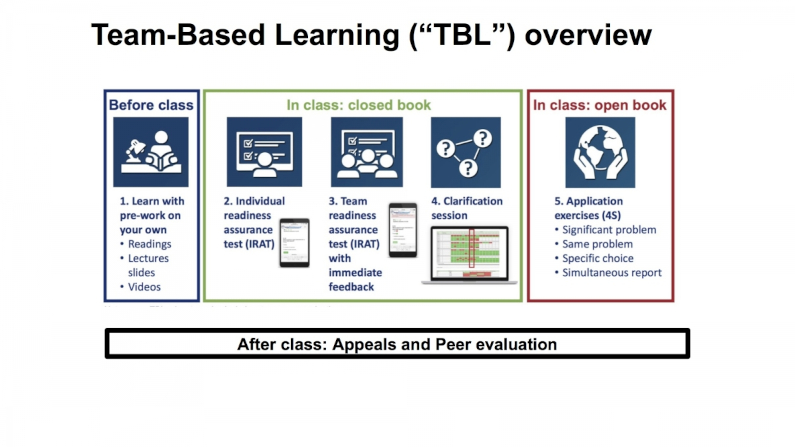 Team-Based Learning (“TBL”) overview
Before class
1. Learn with
pre-work on
your own
• Readings
• Lectures
slides
• Videos
In class: closed book
2. Individual
readiness
assurance
test (IRAT)
3. Team
readiness
assurance
test (IRAT)
with
immediate
feedback
4. Clarification
session
In class: open book
5. Application
exercises (4S)
• Significant problem
• Same problem
• Specific choice
• Simultaneous report
After class: Appeals and Peer evaluation